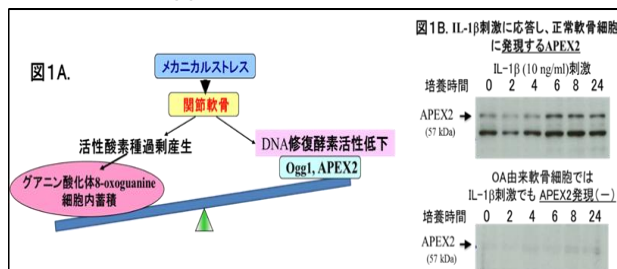 図1A.
メカニカルストレス
関節軟骨
活性酸素種過剰産生
DNA修復酵素活性低下
Ogg1, APEX2
グアニン酸化体8-oxoguanine
細胞内蓄積
図1B. IL-1β刺激に応答し、正常軟骨細胞
に発現するAPEX2
IL-1β (10 ng/ml)刺激
培養時間 0 2 4 6 8 24
APEX2
(57 kDa)
OA由来軟骨細胞では
IL-1β刺激でも APEX2発現(−)
培養時間 0 2 4 6 8 24
APEX2
(57 kDa)